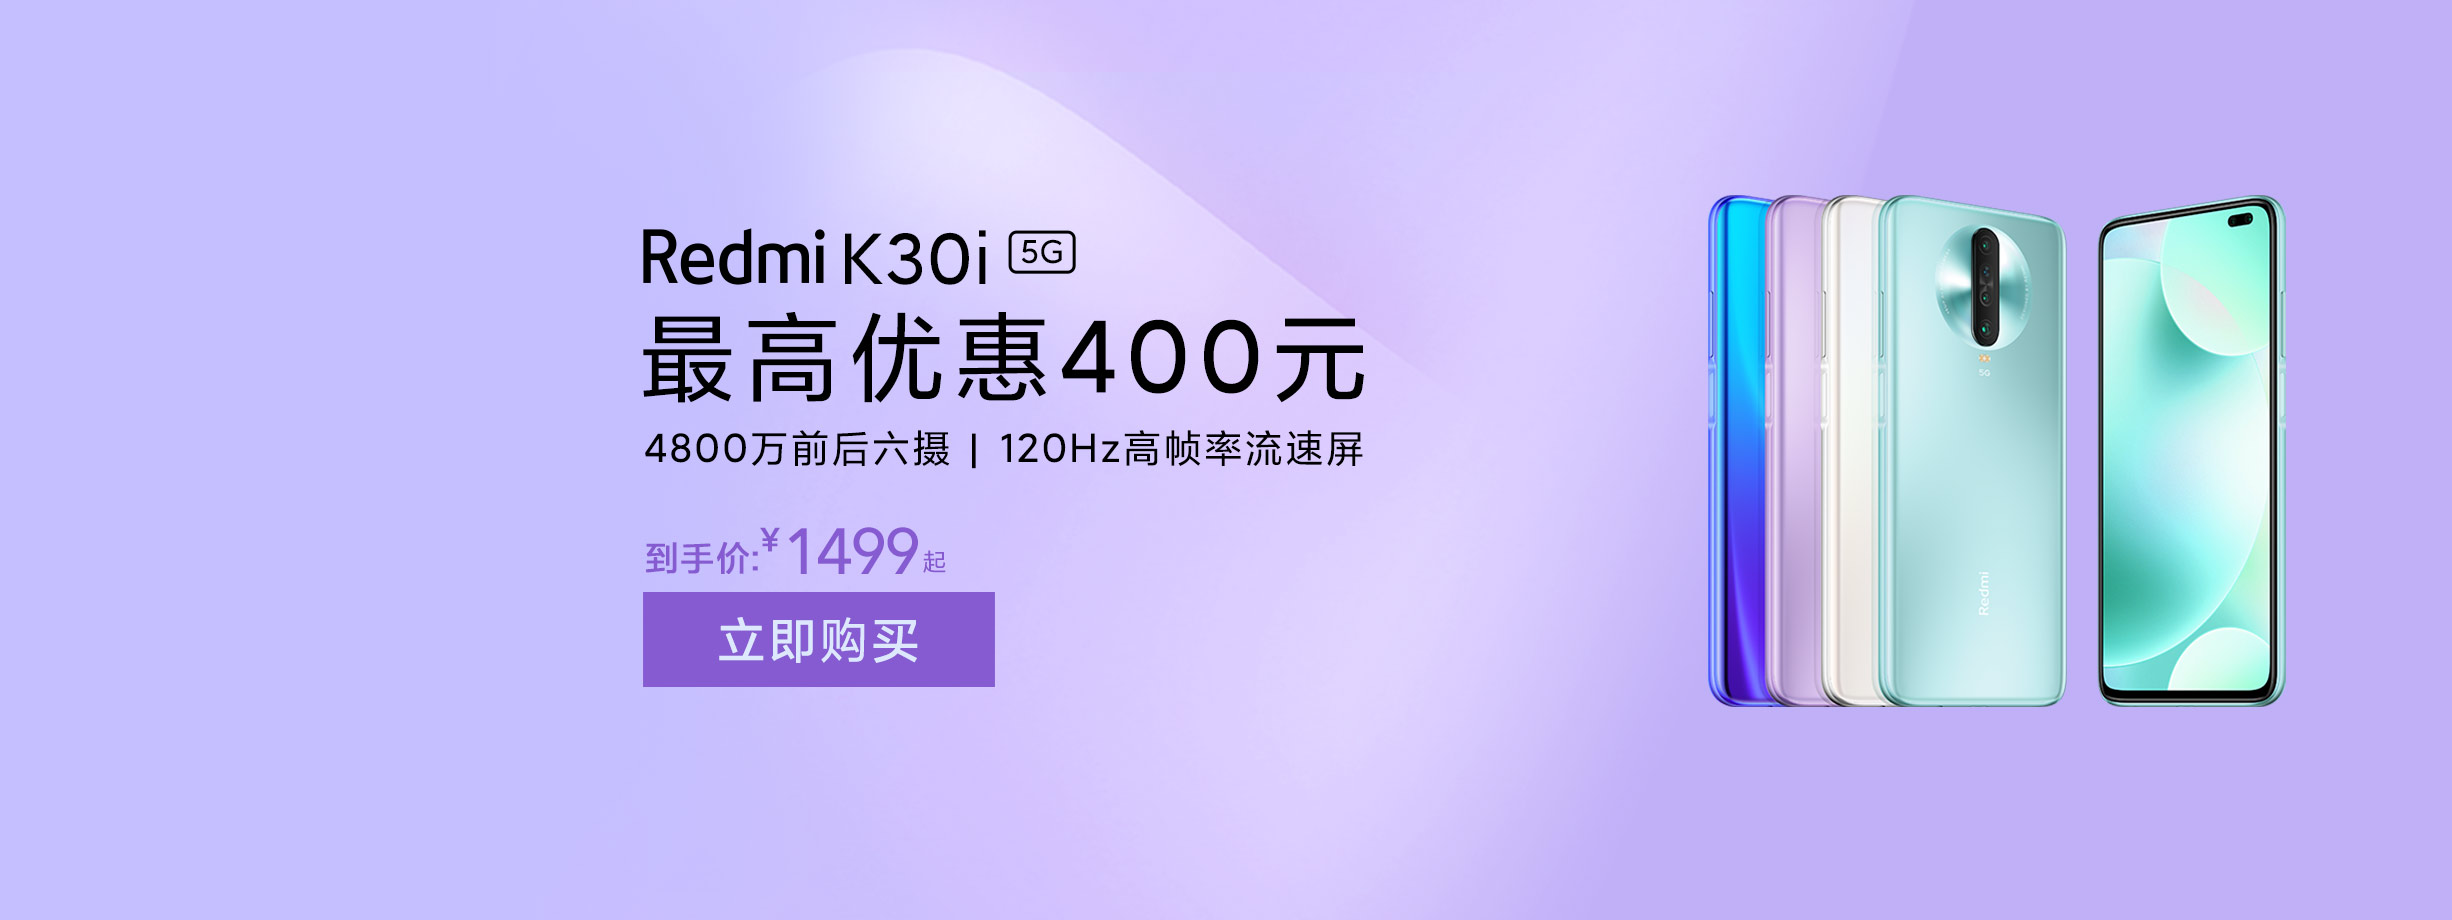 Redmi K30i 5G
最高优惠400元
4800万前后六摄 | 120Hz高帧率流速屏
到手价:¥1499起
立即购买
5G
Redmi